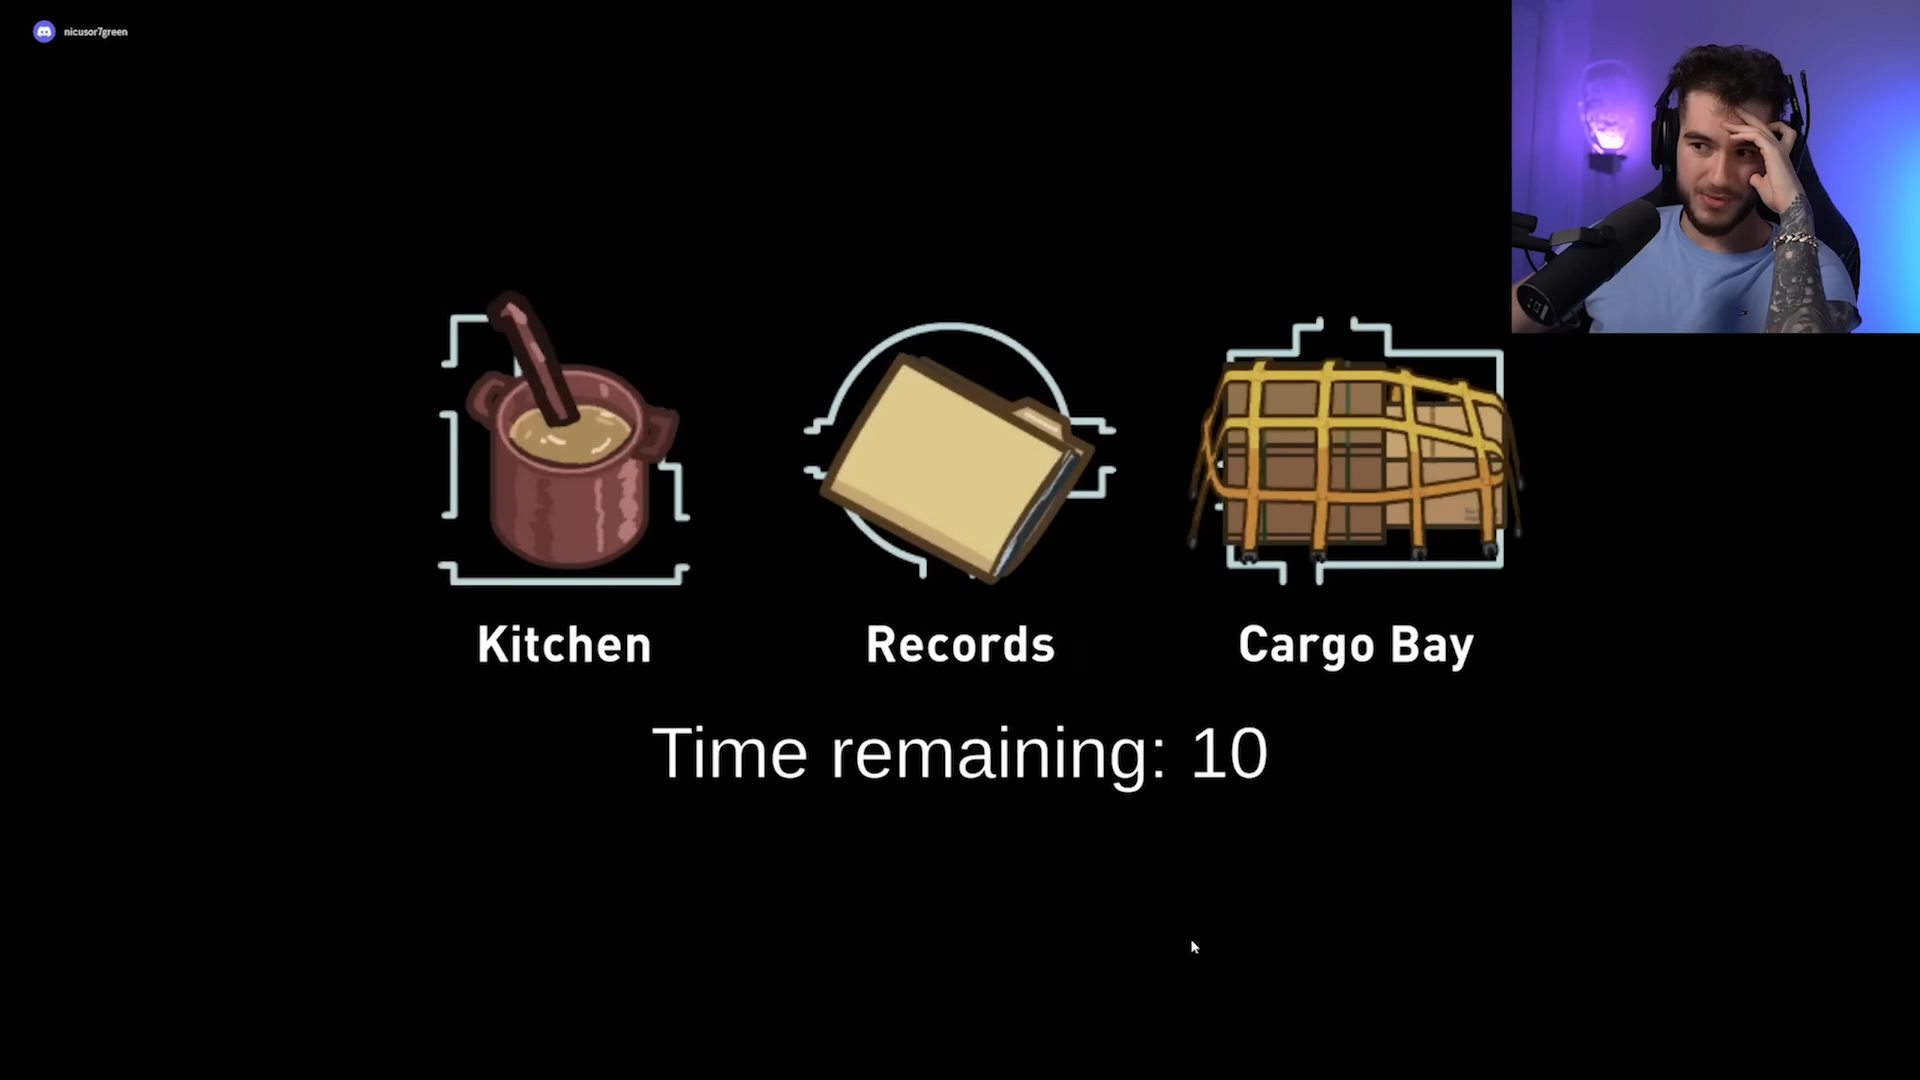 nicusor7green
Kitchen
Records
Cargo Bay
Time remaining: 10